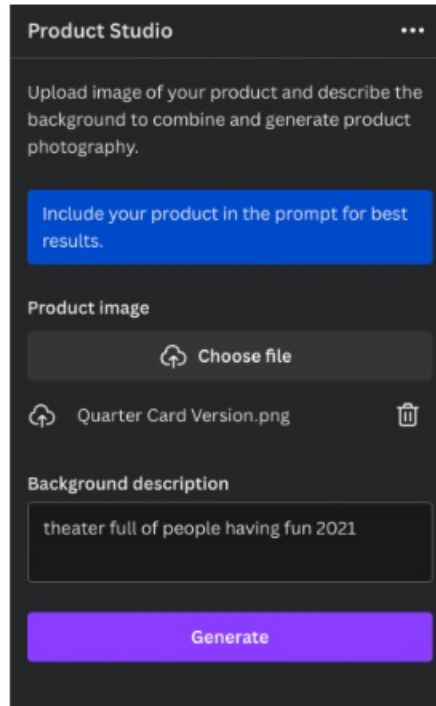 Product Studio
Upload image of your product and describe the
background to combine and generate product
photography.
Include your product in the prompt for best
results.
Product image
Choose file
Quarter Card Version.png
Background description
theater full of people having fun 2021
Generate